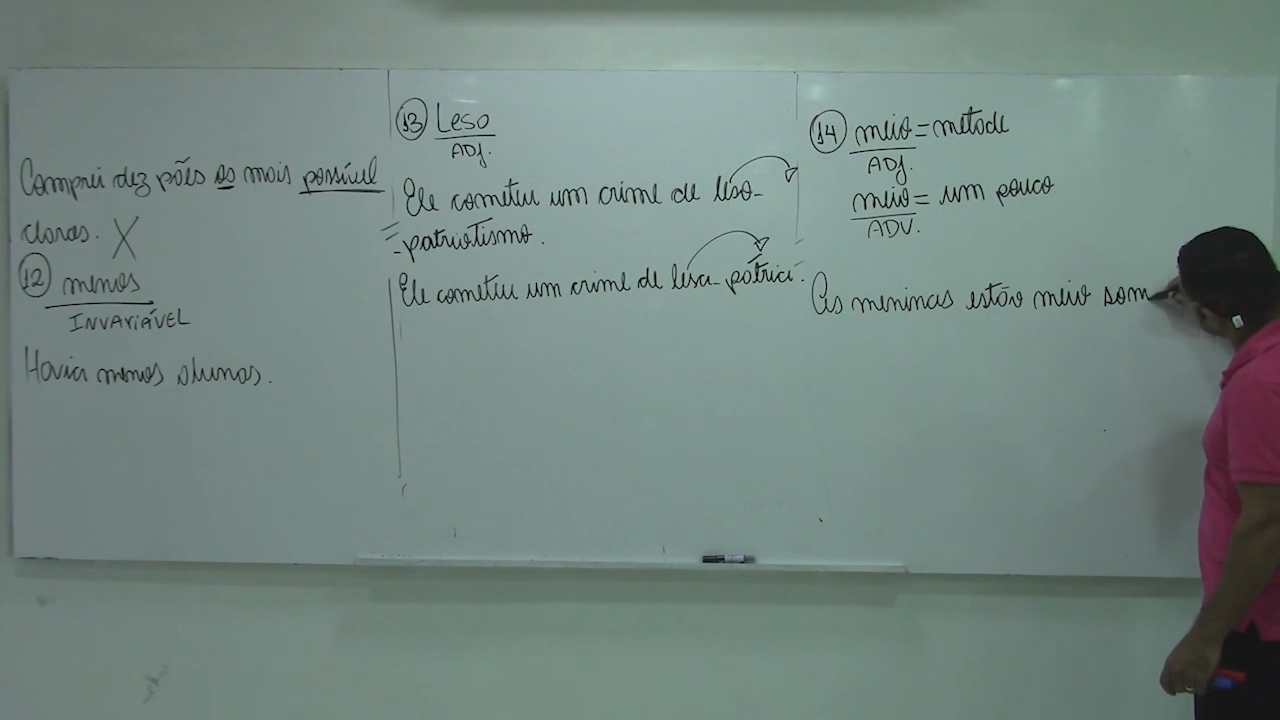 Comprei dez pães os mais possível
claros. X
12 menos
INVARIÁVEL
Havia menos alunas.
13 Leso
ADJ.
Ele cometeu um crime de leso-
-patriotismo.
Ele cometeu um crime de lesa-pátria.
14 meio = metade
ADJ.
meio = um pouco
ADV.
As meninas estão meio som